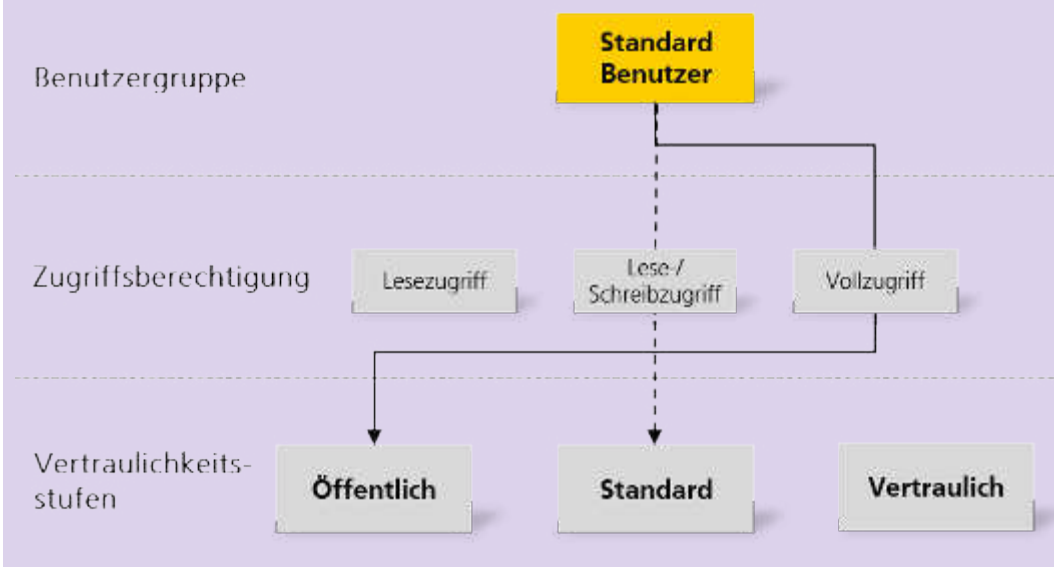 Standard
Benutzer
Benutzergruppe
Zugriffsberechtigung
Lesezugriff
Lese-/
Schreibzugriff
Vollzugriff
Vertraulichkeits-
stufen
Öffentlich
Standard
Vertraulich